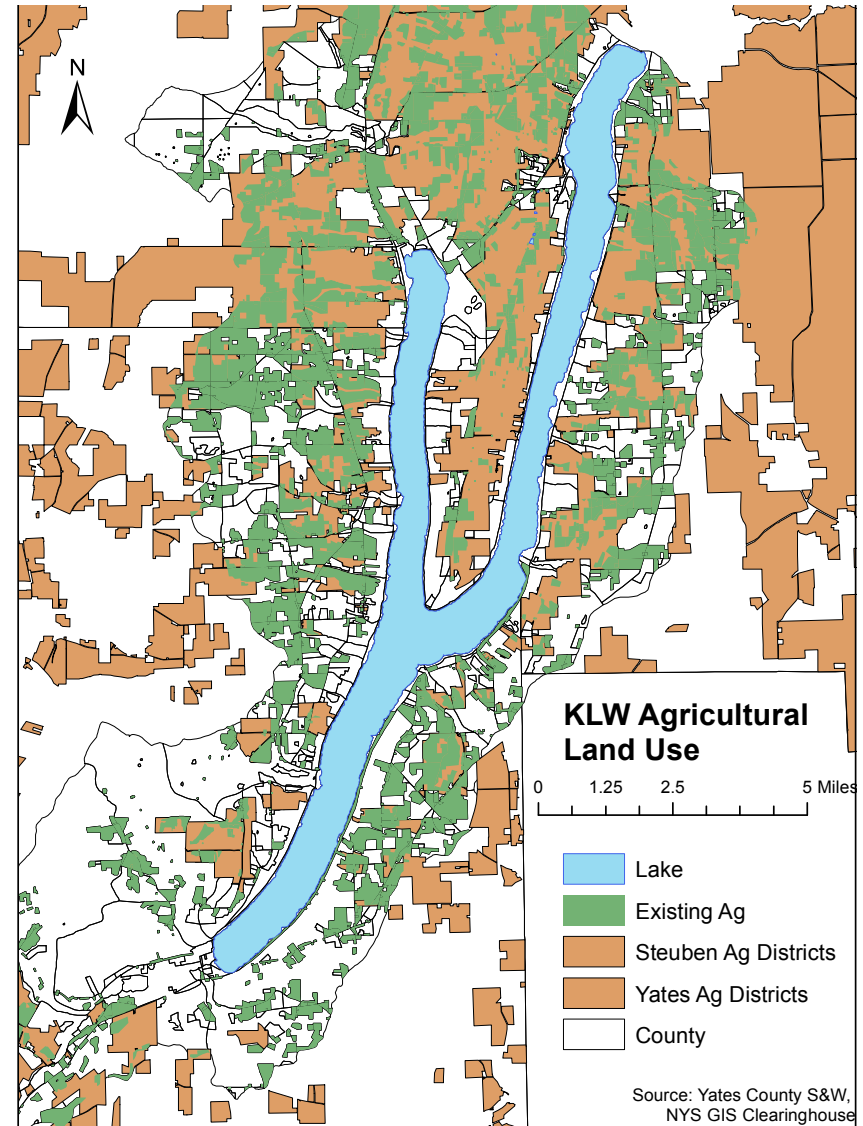 N
KLW Agricultural
Land Use
0 1.25 2.5 5 Miles
Lake
Existing Ag
Steuben Ag Districts
Yates Ag Districts
County
Source: Yates County S&W,
NYS GIS Clearinghouse